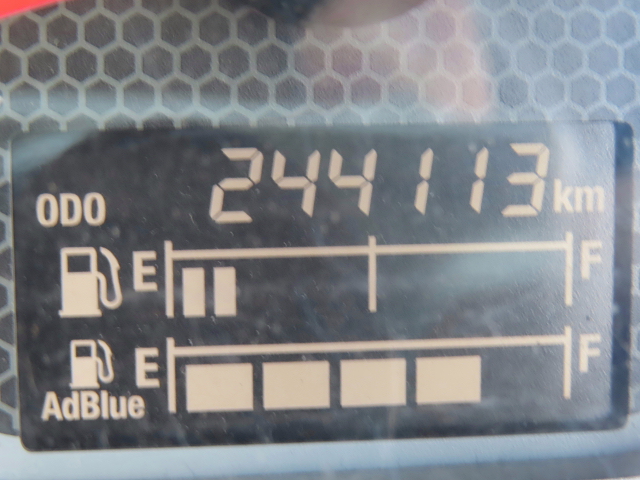 ODO 244113 km
E F
E F
AdBlue